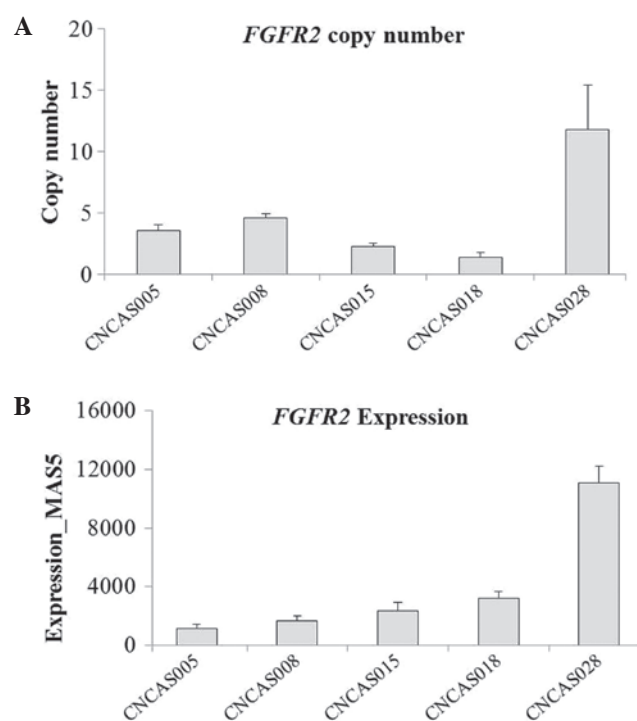 A
FGFR2 copy number
Copy number
20
15
10
5
0
CNCAS005
CNCAS008
CNCAS015
CNCAS018
CNCAS028
B
FGFR2 Expression
Expression_MAS5
16000
12000
8000
4000
0
CNCAS005
CNCAS008
CNCAS015
CNCAS018
CNCAS028